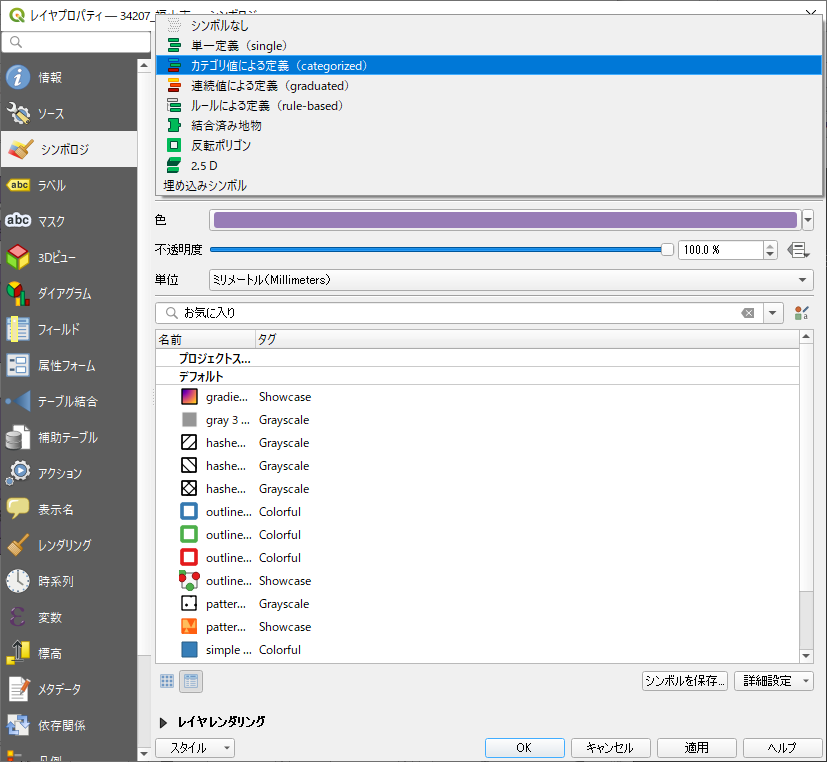 レイヤプロパティ — 34207_
シンボルなし
単一定義（single）
カテゴリ値による定義（categorized）
連続値による定義（graduated）
ルールによる定義（rule-based）
結合済み地物
反転ポリゴン
2.5 D
埋め込みシンボル
情報
ソース
シンボロジ
abc ラベル
abc マスク
3Dビュー
ダイアグラム
フィールド
属性フォーム
テーブル結合
補助テーブル
アクション
表示名
レンダリング
時系列
変数
標高
メタデータ
依存関係
凡例
色
不透明度 100.0 %
単位 ミリメートル(Millimeters)
お気に入り
名前 タグ
プロジェクトス...
デフォルト
gradie... Showcase
gray 3 ... Grayscale
hashe... Grayscale
hashe... Grayscale
hashe... Grayscale
outline... Colorful
outline... Colorful
outline... Colorful
outline... Showcase
patter... Grayscale
patter... Showcase
simple ... Colorful
シンボルを保存... 詳細設定
レイヤレンダリング
スタイル OK キャンセル 適用 ヘルプ